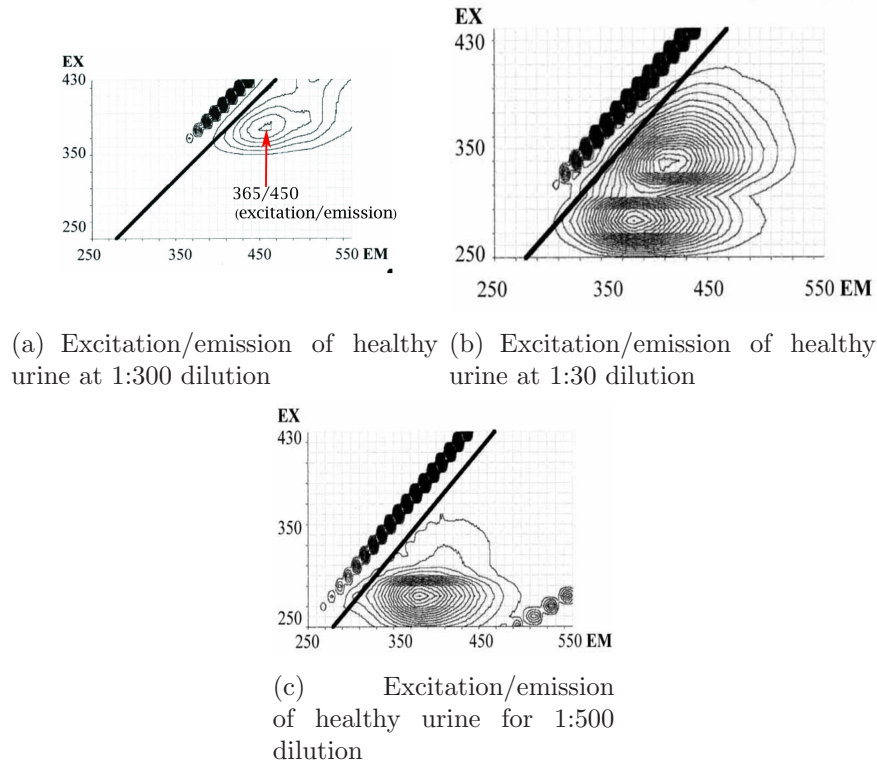 EX
430
350
250
365/450
(excitation/emission)
250 350 450 550 EM
(a) Excitation/emission of healthy
urine at 1:300 dilution
EX
430
350
250
250 350 450 550 EM
(b) Excitation/emission of healthy
urine at 1:30 dilution
EX
430
350
250
250 350 450 550 EM
(c) Excitation/emission
of healthy urine for 1:500
dilution